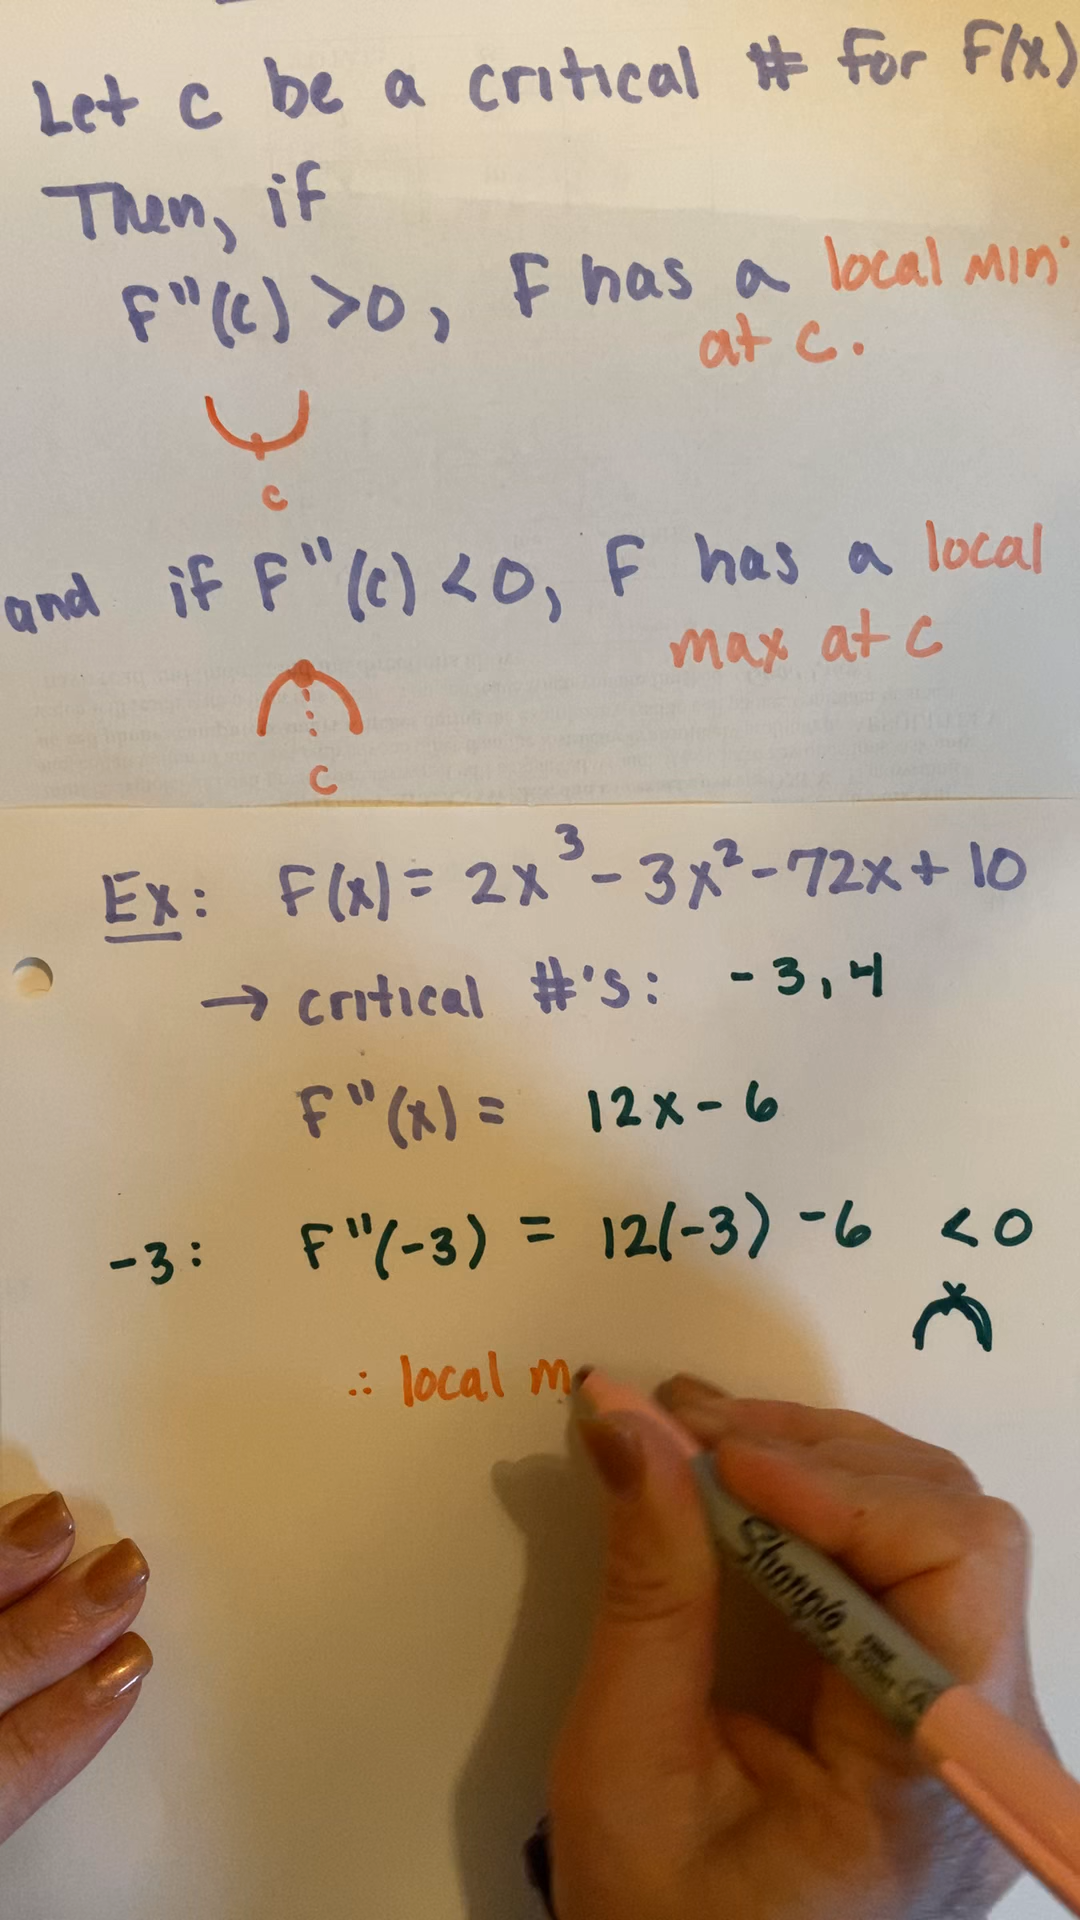 Let c be a critical # for F(x)
Then, if
F"(c) >0, F has a local min
at c.
c
and if F"(c) <0, F has a local
max at c
c
Ex: F(x) = 2x³ - 3x² - 72x + 10
→ critical #'s: -3, 4
F"(x) = 12x - 6
-3: F"(-3) = 12(-3) - 6 <0
∴ local m
Sharpie